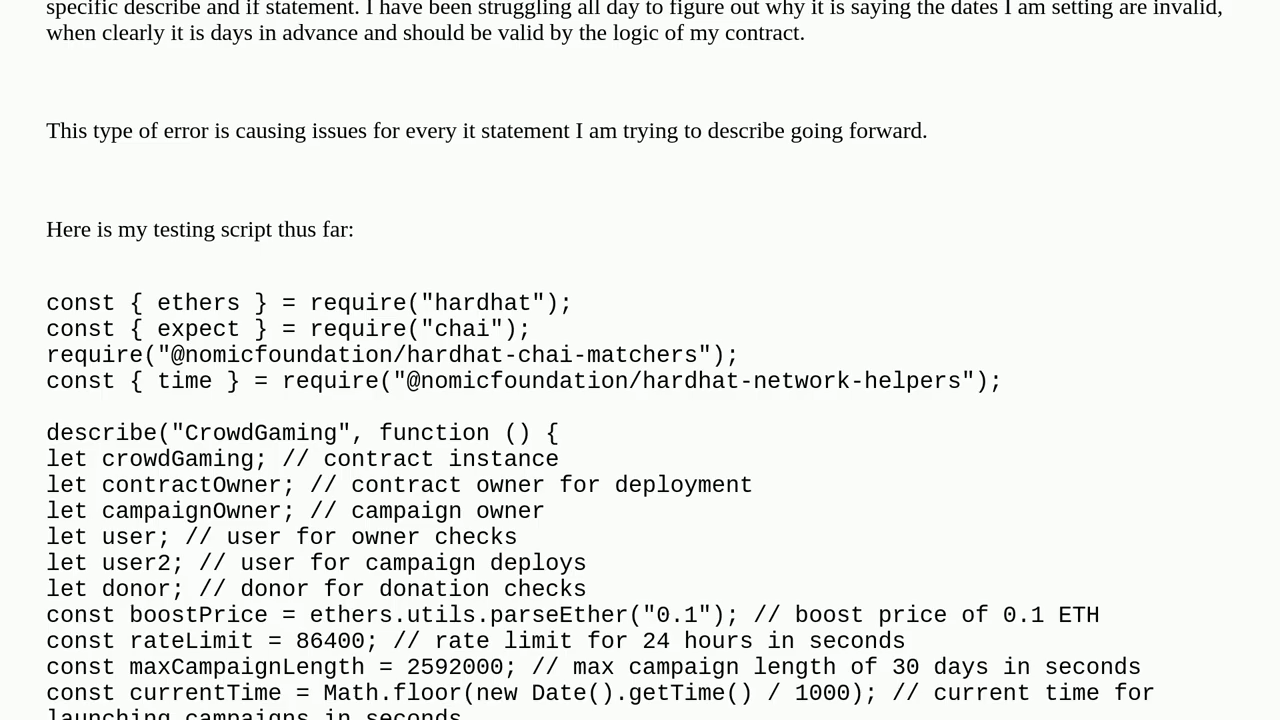 specific describe and if statement. I have been struggling all day to figure out why it is saying the dates I am setting are invalid,
when clearly it is days in advance and should be valid by the logic of my contract.
This type of error is causing issues for every it statement I am trying to describe going forward.
Here is my testing script thus far:
const { ethers } = require("hardhat");
const { expect } = require("chai");
require("@nomicfoundation/hardhat-chai-matchers");
const { time } = require("@nomicfoundation/hardhat-network-helpers");
describe("CrowdGaming", function () {
let crowdGaming; // contract instance
let contractOwner; // contract owner for deployment
let campaignOwner; // campaign owner
let user; // user for owner checks
let user2; // user for campaign deploys
let donor; // donor for donation checks
const boostPrice = ethers.utils.parseEther("0.1"); // boost price of 0.1 ETH
const rateLimit = 86400; // rate limit for 24 hours in seconds
const maxCampaignLength = 2592000; // max campaign length of 30 days in seconds
const currentTime = Math.floor(new Date().getTime() / 1000); // current time for
launching campaigns in seconds